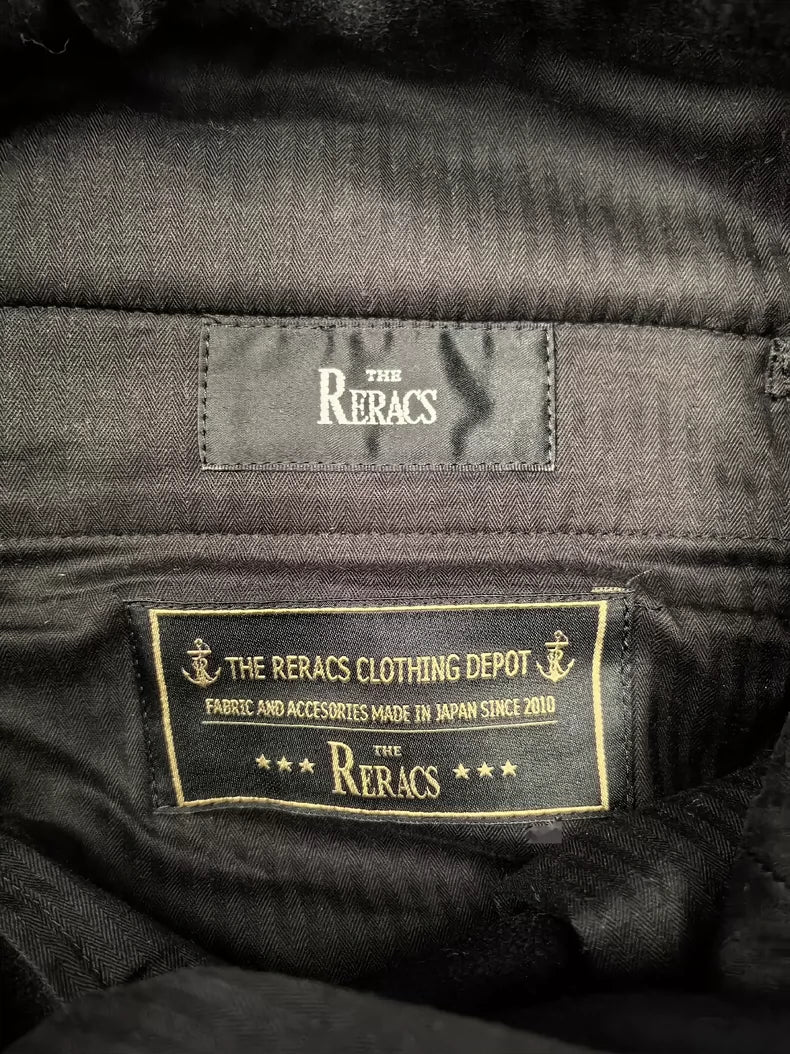 THE
RERACS
THE RERACS CLOTHING DEPOT
FABRIC AND ACCESORIES MADE IN JAPAN SINCE 2010
THE
RERACS